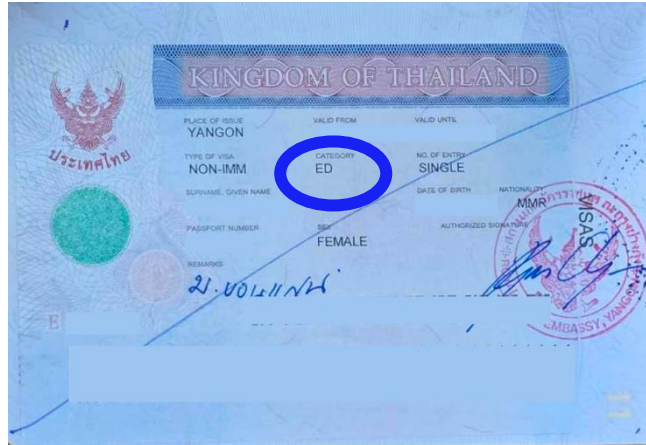 KINGDOM OF THAILAND
PLACE OF ISSUE VALID FROM VALID UNTIL
YANGON
ประเทศไทย
TYPE OF VISA CATEGORY NO. OF ENTRY
NON-IMM ED SINGLE
SURNAME, GIVEN NAME DATE OF BIRTH NATIONALITY
MMR
VISAS
PASSPORT NUMBER SEX AUTHORIZED SIGNATURE
FEMALE
REMARKS
ม.ขอนแก่น
EMBASSY, YANGON